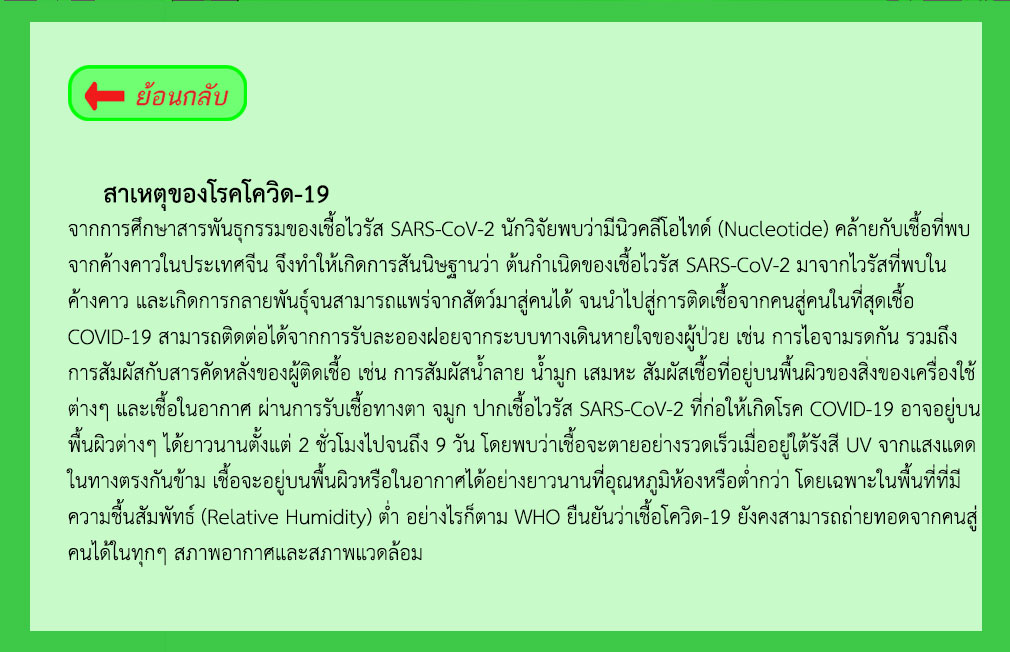 ย้อนกลับ
สาเหตุของโรคโควิด-19
จากการศึกษาสารพันธุกรรมของเชื้อไวรัส SARS-CoV-2 นักวิจัยพบว่ามีนิวคลีโอไทด์ (Nucleotide) คล้ายกับเชื้อที่พบ
จากค้างคาวในประเทศจีน จึงทำให้เกิดการสันนิษฐานว่า ต้นกำเนิดของเชื้อไวรัส SARS-CoV-2 มาจากไวรัสที่พบใน
ค้างคาว และเกิดการกลายพันธุ์จนสามารถแพร่จากสัตว์มาสู่คนได้ จนนำไปสู่การติดเชื้อจากคนสู่คนในที่สุดเชื้อ
COVID-19 สามารถติดต่อได้จากการรับละอองฝอยจากระบบทางเดินหายใจของผู้ป่วย เช่น การไอจามรดกัน รวมถึง
การสัมผัสกับสารคัดหลั่งของผู้ติดเชื้อ เช่น การสัมผัสน้ำลาย น้ำมูก เสมหะ สัมผัสเชื้อที่อยู่บนพื้นผิวของสิ่งของเครื่องใช้
ต่างๆ และเชื้อในอากาศ ผ่านการรับเชื้อทางตา จมูก ปากเชื้อไวรัส SARS-CoV-2 ที่ก่อให้เกิดโรค COVID-19 อาจอยู่บน
พื้นผิวต่างๆ ได้ยาวนานตั้งแต่ 2 ชั่วโมงไปจนถึง 9 วัน โดยพบว่าเชื้อจะตายอย่างรวดเร็วเมื่ออยู่ใต้รังสี UV จากแสงแดด
ในทางตรงกันข้าม เชื้อจะอยู่บนพื้นผิวหรือในอากาศได้อย่างยาวนานที่อุณหภูมิห้องหรือต่ำกว่า โดยเฉพาะในพื้นที่ที่มี
ความชื้นสัมพัทธ์ (Relative Humidity) ต่ำ อย่างไรก็ตาม WHO ยืนยันว่าเชื้อโควิด-19 ยังคงสามารถถ่ายทอดจากคนสู่
คนได้ในทุกๆ สภาพอากาศและสภาพแวดล้อม